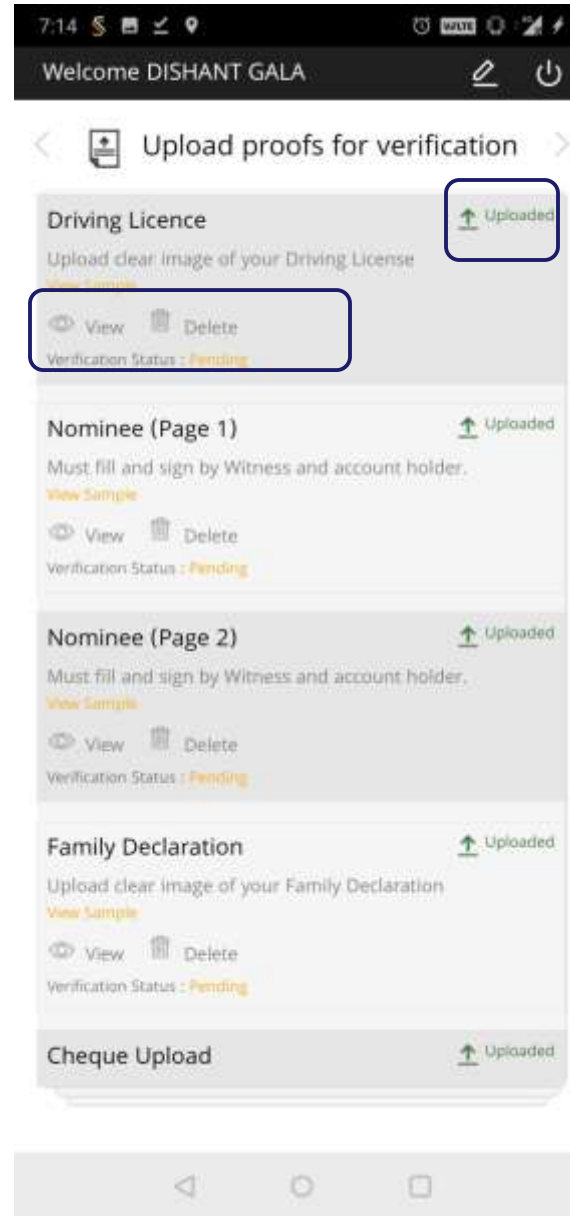 7:14
VoLTE
Welcome DISHANT GALA
Upload proofs for verification
Driving Licence
Uploaded
Upload clear image of your Driving License
View Sample
View Delete
Verification Status : Pending
Nominee (Page 1)
Uploaded
Must fill and sign by Witness and account holder.
View Sample
View Delete
Verification Status : Pending
Nominee (Page 2)
Uploaded
Must fill and sign by Witness and account holder.
View Sample
View Delete
Verification Status : Pending
Family Declaration
Uploaded
Upload clear image of your Family Declaration
View Sample
View Delete
Verification Status : Pending
Cheque Upload
Uploaded